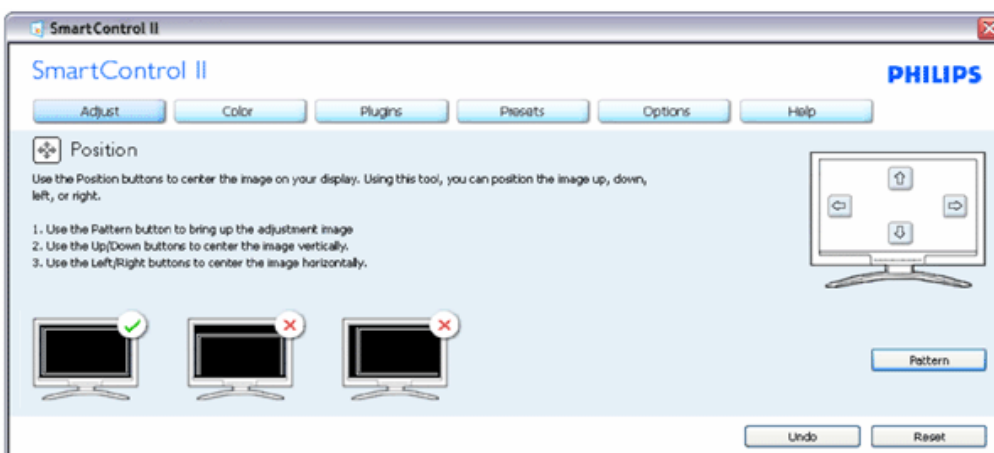 SmartControl II
SmartControl II
PHILIPS
Adjust Color Plugins Presets Options Help
Position
Use the Position buttons to center the image on your display. Using this tool, you can position the image up, down,
left, or right.
1. Use the Pattern button to bring up the adjustment image
2. Use the Up/Down buttons to center the image vertically.
3. Use the Left/Right buttons to center the image horizontally.
Pattern
Undo Reset